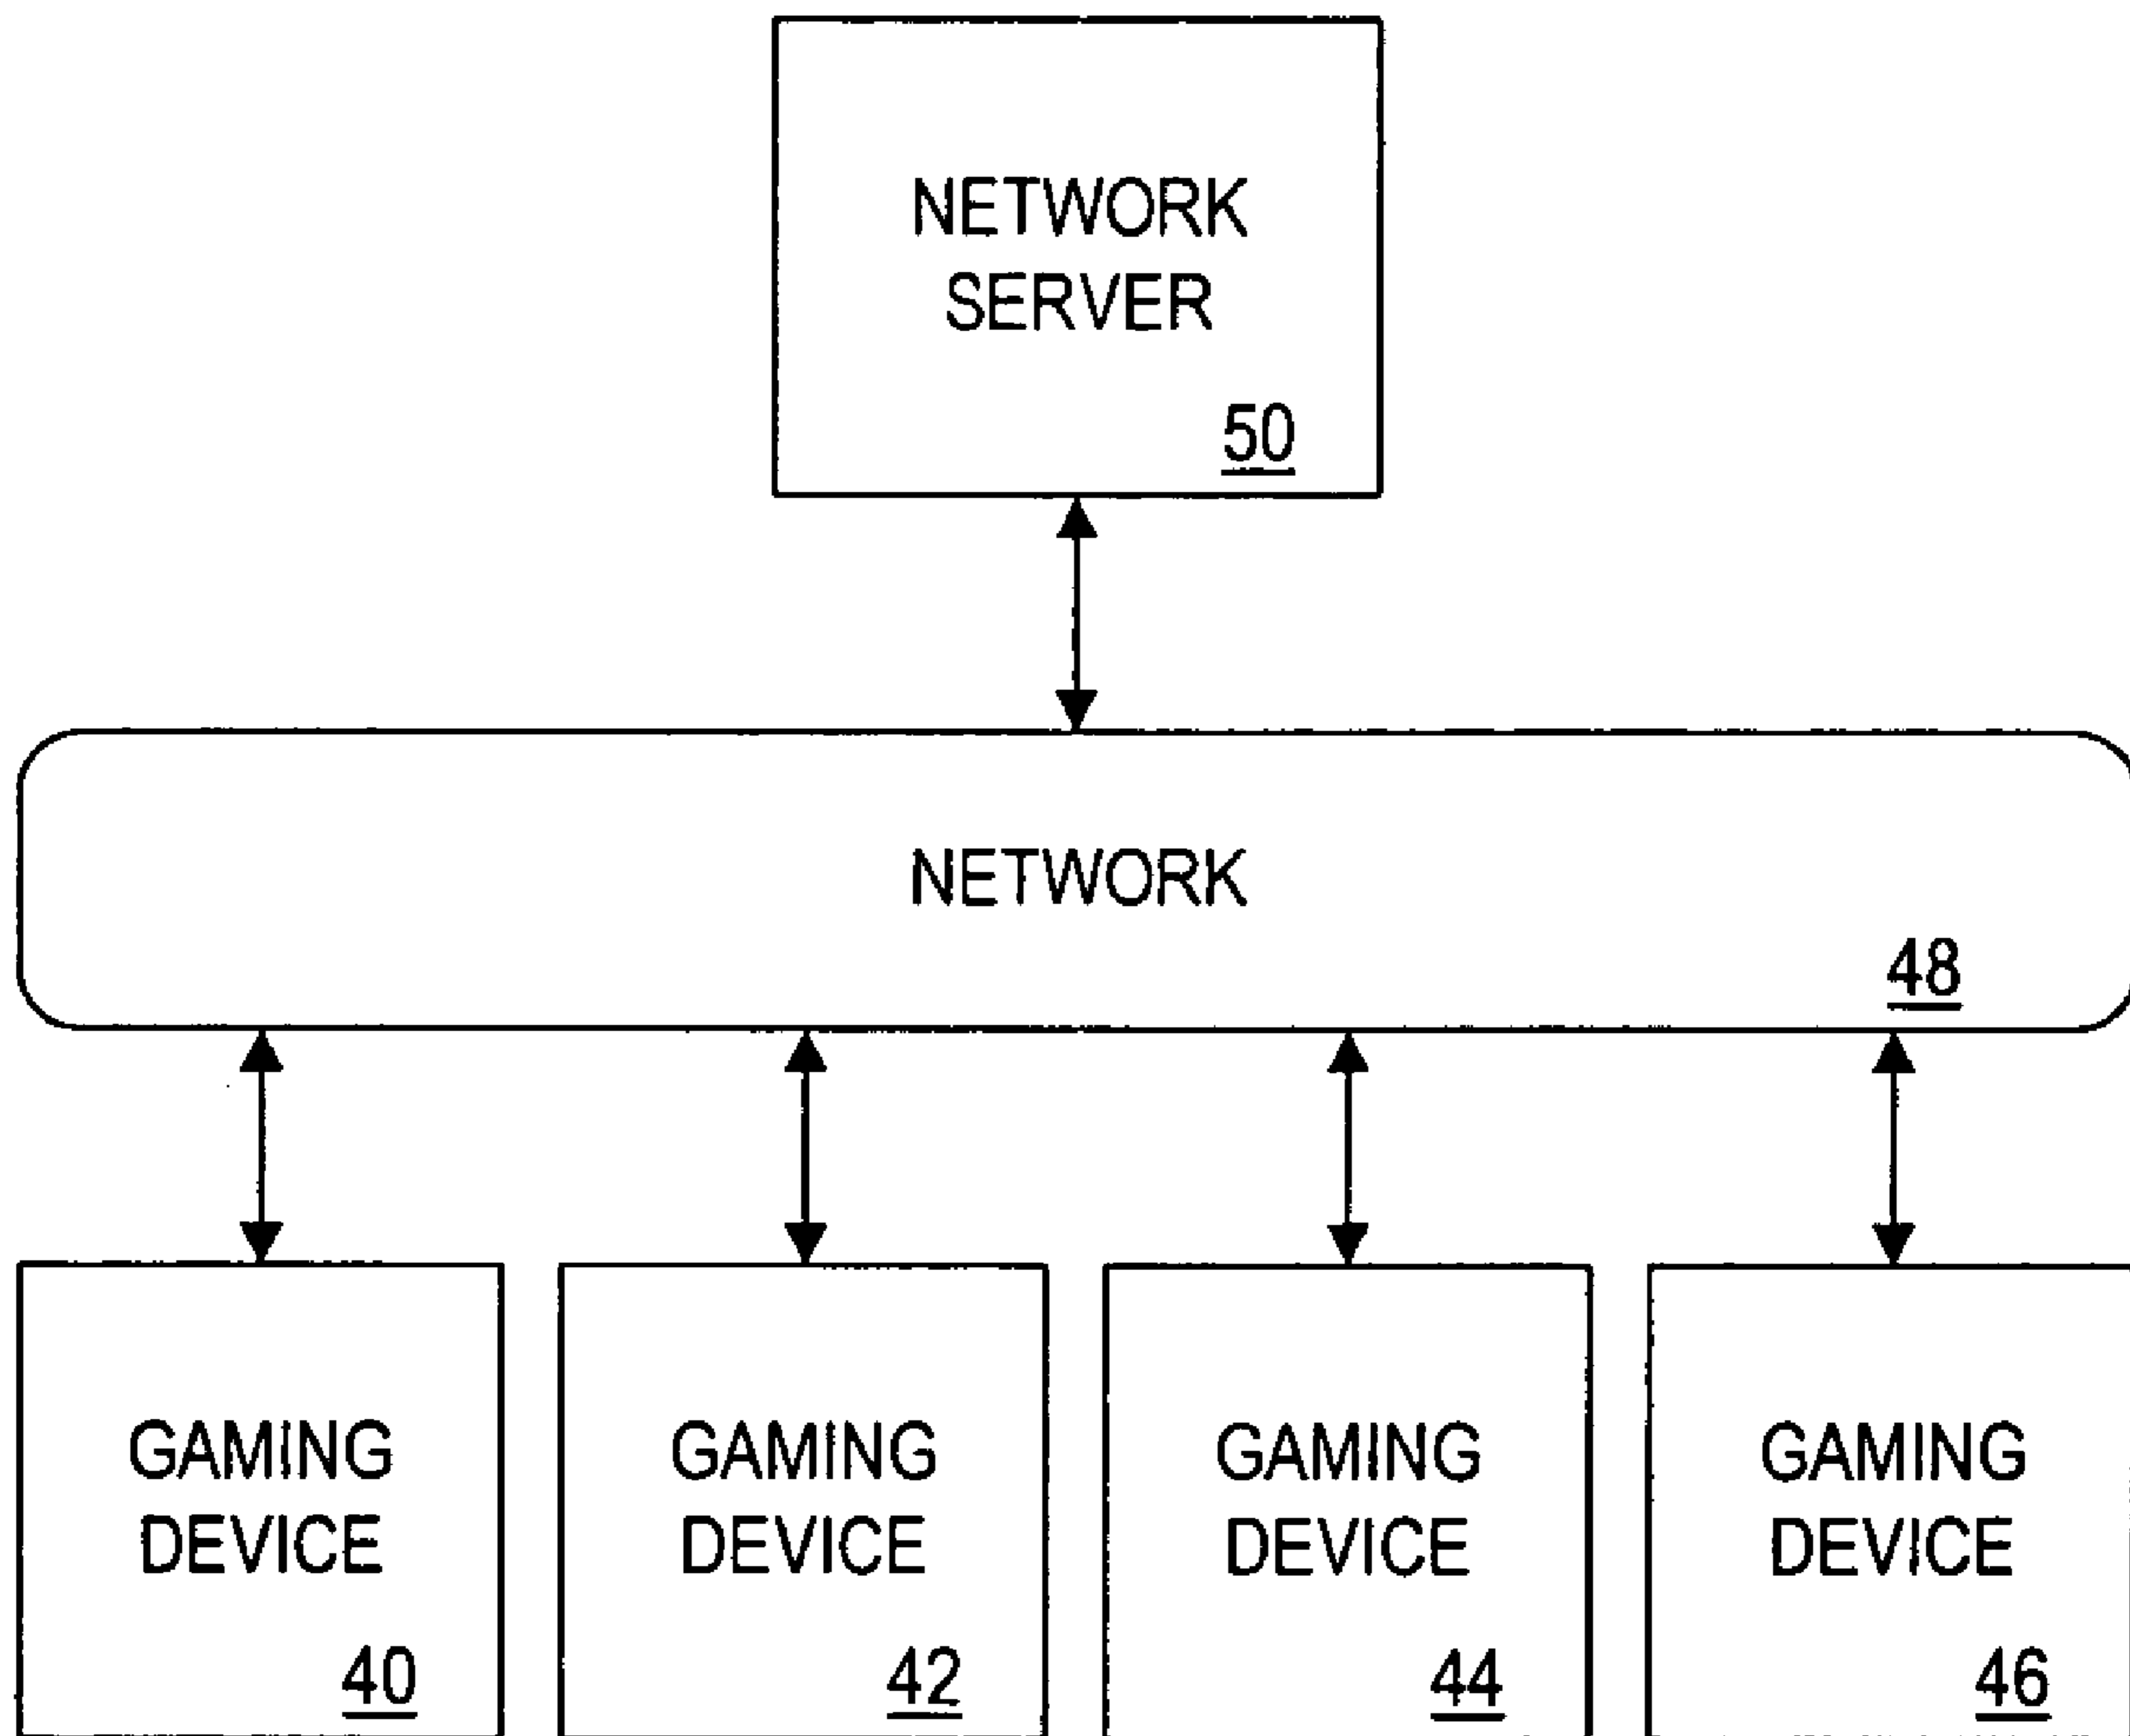 NETWORK
SERVER
50
NETWORK
48
GAMING
DEVICE
40
GAMING
DEVICE
42
GAMING
DEVICE
44
GAMING
DEVICE
46